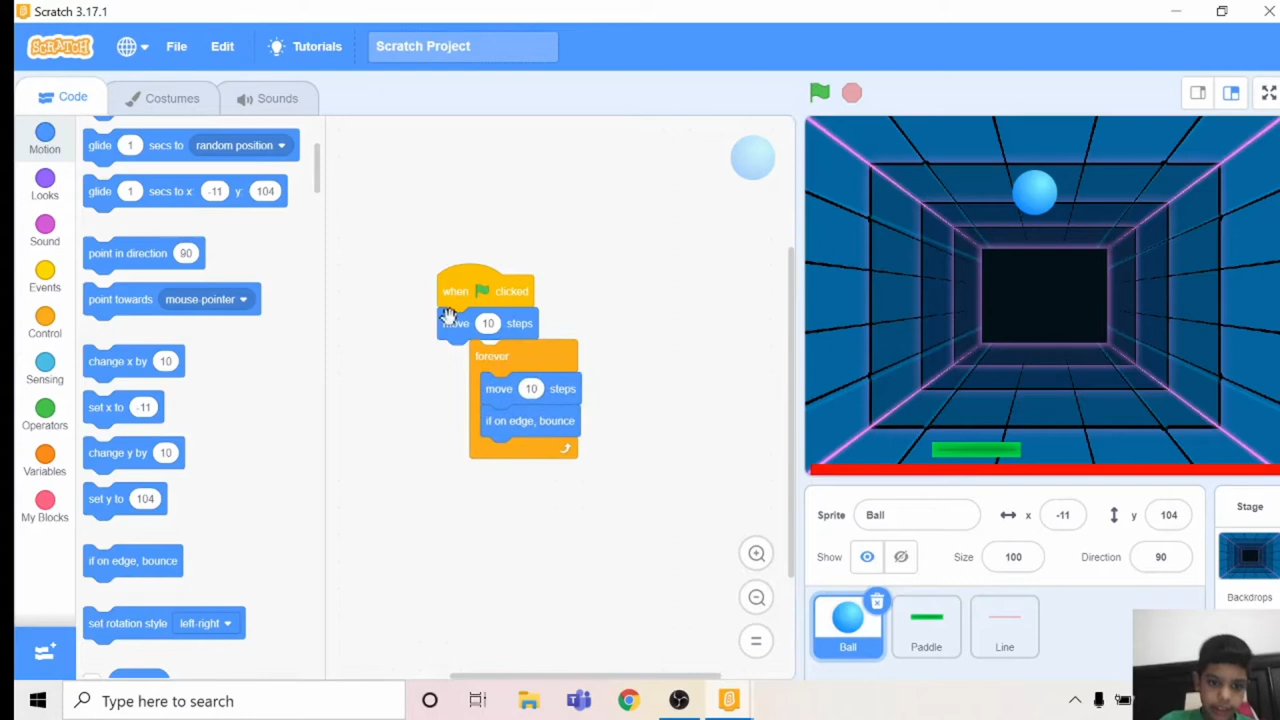 Scratch 3.17.1
SCRATCH File Edit Tutorials Scratch Project
Code Costumes Sounds
Motion
Looks
Sound
Events
Control
Sensing
Operators
Variables
My Blocks
glide 1 secs to random position
glide 1 secs to x: -11 y: 104
point in direction 90
point towards mouse-pointer
change x by 10
set x to -11
change y by 10
set y to 104
if on edge, bounce
set rotation style left-right
when clicked
move 10 steps
forever
move 10 steps
if on edge, bounce
Sprite Ball x -11 y 104
Show Size 100 Direction 90
Ball Paddle Line
Stage
Backdrops
Type here to search